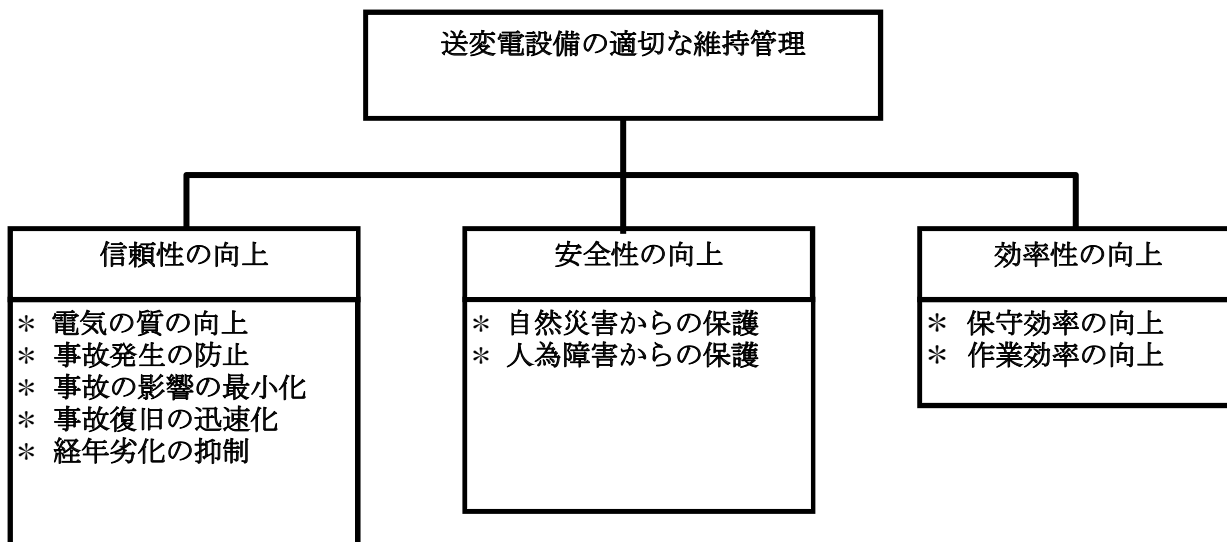 送変電設備の適切な維持管理
信頼性の向上
＊ 電気の質の向上
＊ 事故発生の防止
＊ 事故の影響の最小化
＊ 事故復旧の迅速化
＊ 経年劣化の抑制
安全性の向上
＊ 自然災害からの保護
＊ 人為障害からの保護
効率性の向上
＊ 保守効率の向上
＊ 作業効率の向上